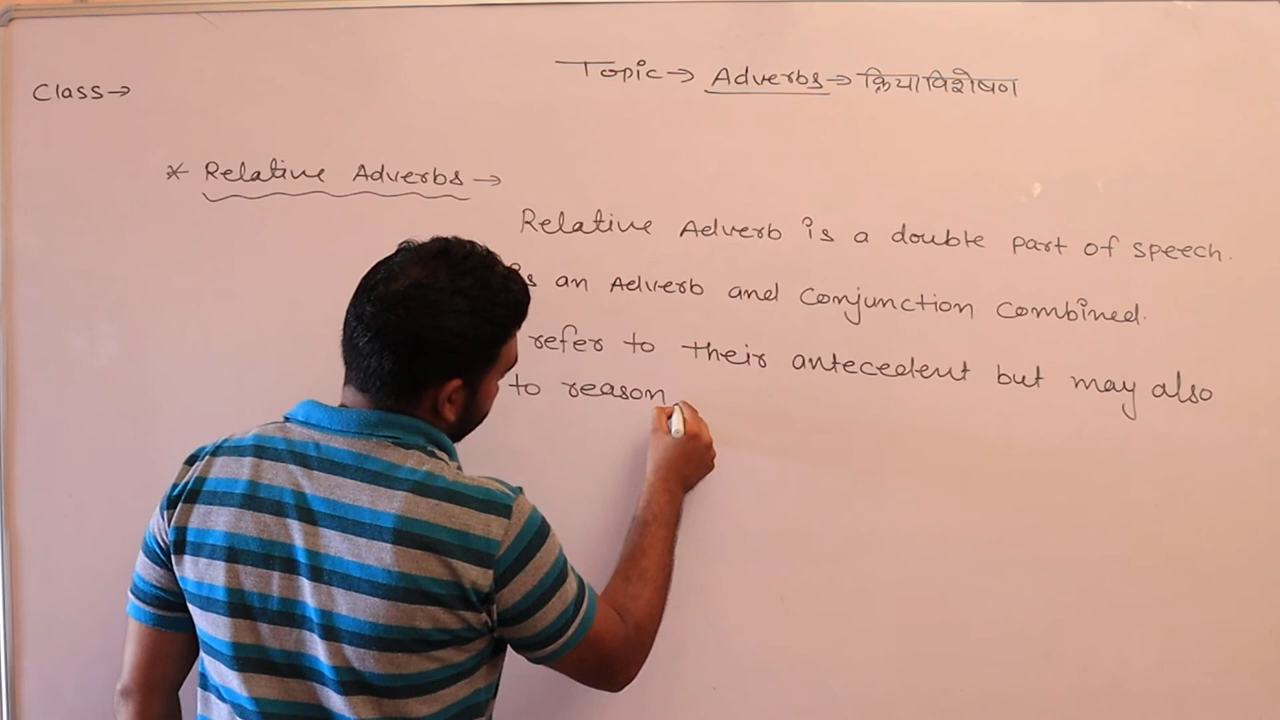 Class→
Topic→ Adverbs→ क्रियाविशेषण
* Relative Adverbs →
Relative Adverb is a double part of speech.
is an Adverb and conjunction combined.
refer to their antecedent but may also
to reason